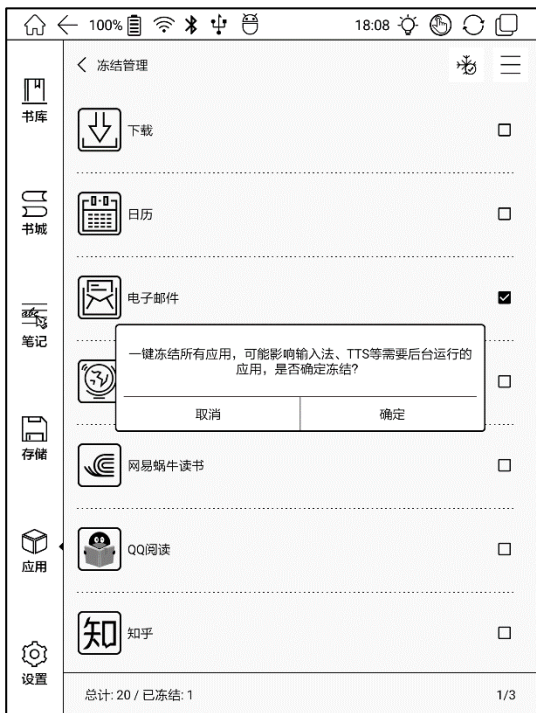 100% 18:08
冻结管理
书库
下载
书城
日历
笔记
电子邮件
一键冻结所有应用，可能影响输入法、TTS等需要后台运行的
应用，是否确定冻结?
取消 确定
存储
网易蜗牛读书
应用
QQ阅读
知
知乎
设置
总计: 20 / 已冻结: 1 1/3